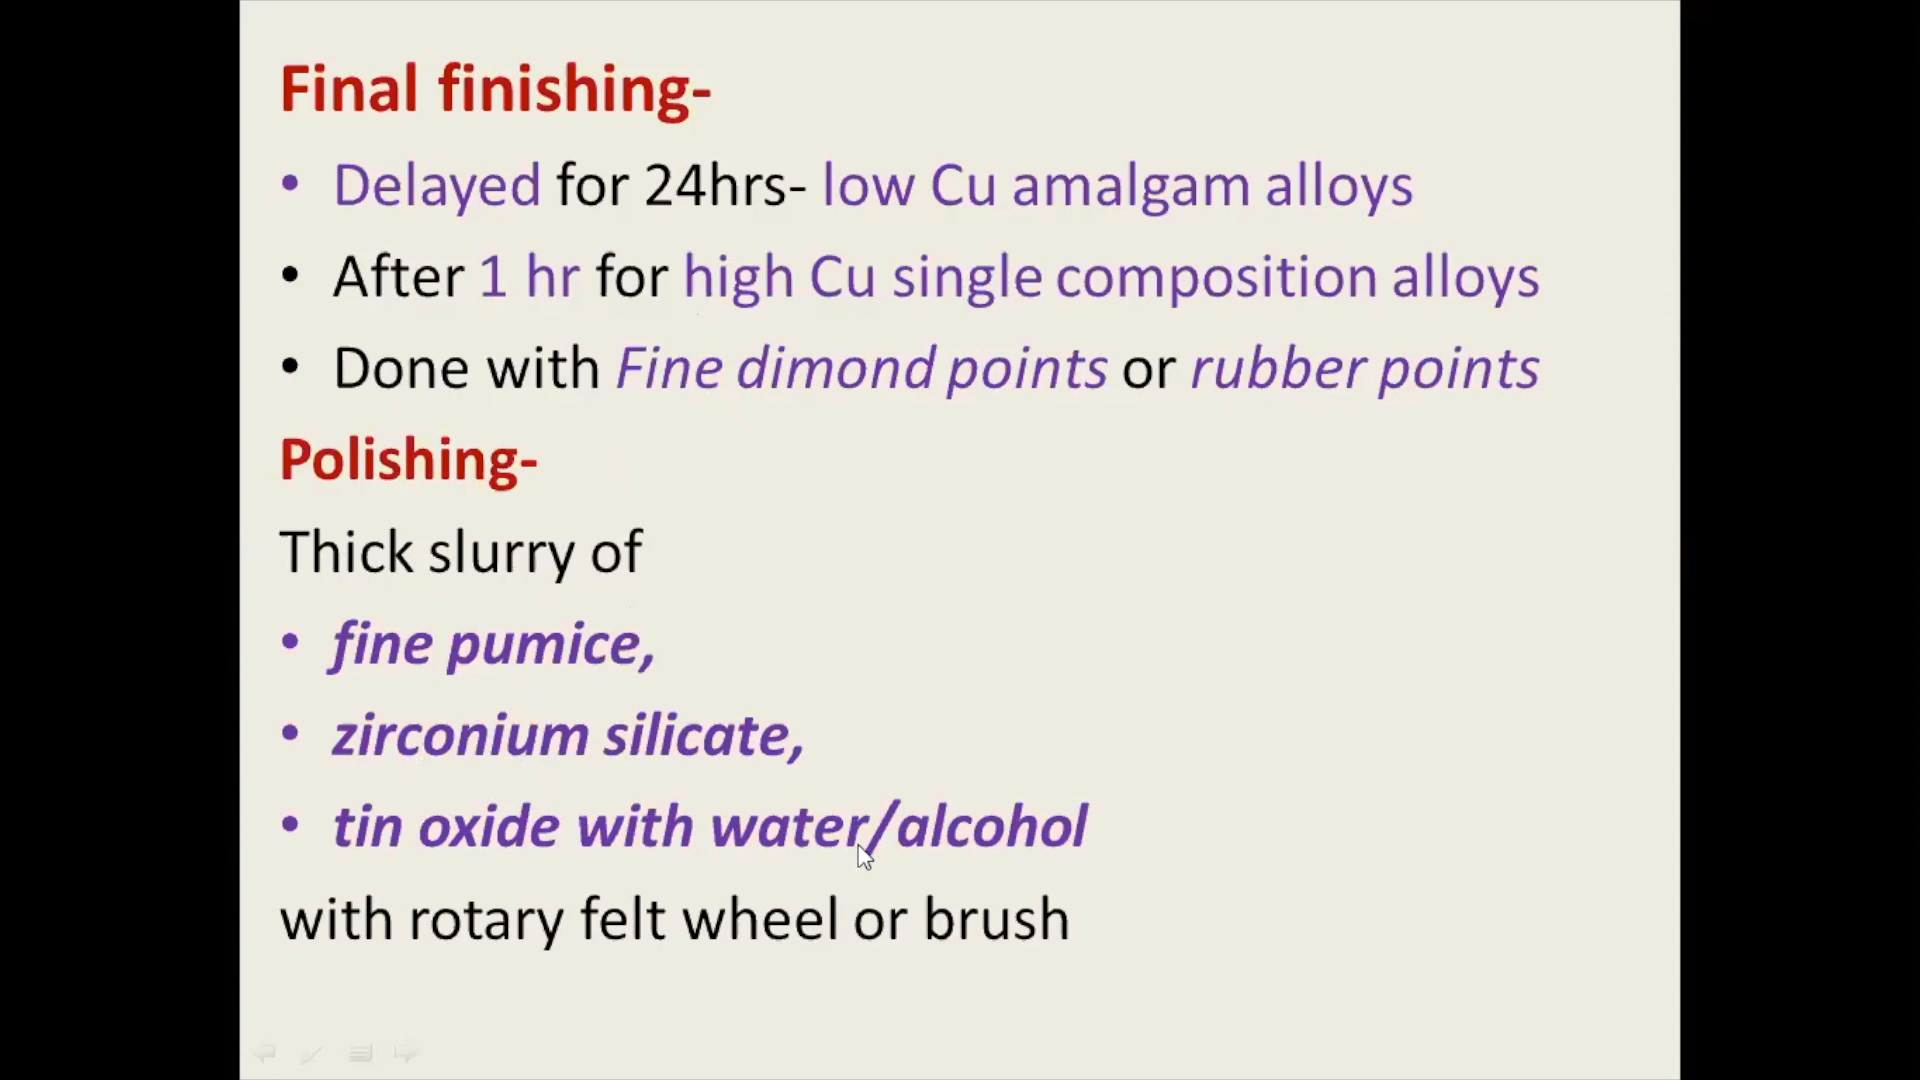 Final finishing-
• Delayed for 24hrs- low Cu amalgam alloys
• After 1 hr for high Cu single composition alloys
• Done with Fine dimond points or rubber points
Polishing-
Thick slurry of
• fine pumice,
• zirconium silicate,
• tin oxide with water/alcohol
with rotary felt wheel or brush